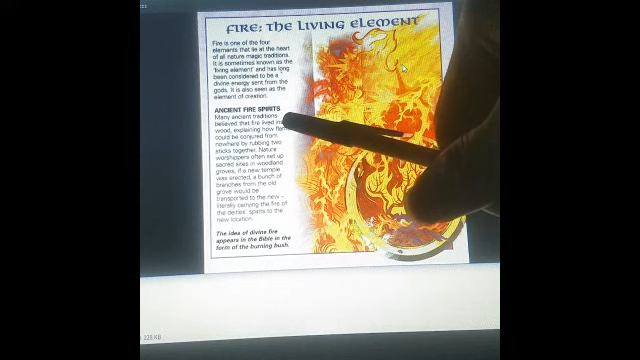 FIRE: THE LIVING ELEMENT
Fire is one of the four
elements that lie at the heart
of all nature magic traditions.
It is sometimes known as the
'living element' and has long
been considered to be a
divine energy sent from the
gods. It is also seen as the
element of creation.
ANCIENT FIRE SPIRITS
Many ancient traditions
believed that fire lived in
wood, explaining how
could be conjured from
nowhere by rubbing two
sticks together. Nature
worshippers often set up
sacred sites in woodland
groves, if a new temple
was erected, a bunch of
branches from the old
grove would be
transported to the new –
literally carrying the fire of
the deities' spirits to the
new location.
The idea of divine fire
appears in the Bible in the
form of the burning bush.
228 KB